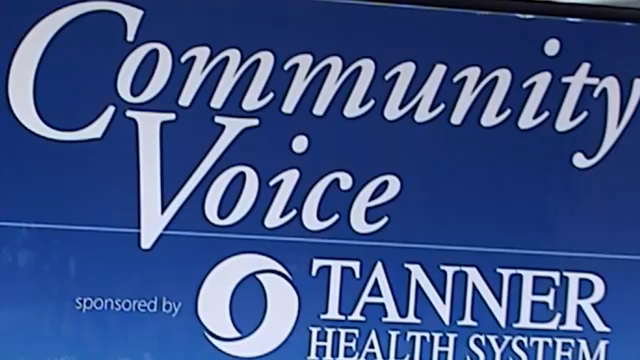 Community
Voice
sponsored by
TANNER
HEALTH SYSTEM